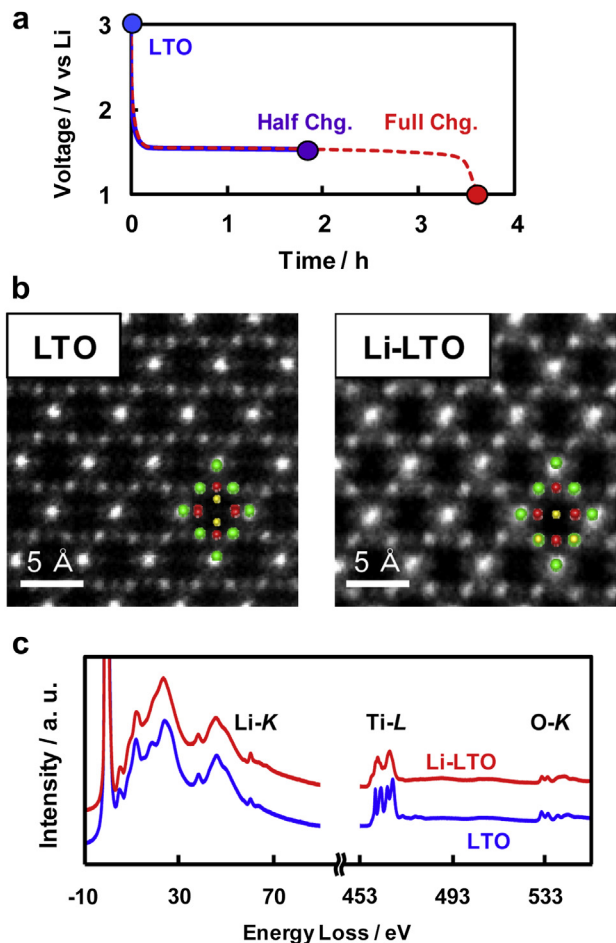 a
3
LTO
Half Chg.
Full Chg.
2
1
Voltage / V vs Li
0
1
2
3
4
Time / h
b
LTO
Li-LTO
5 Å
5 Å
c
Li-K
Ti-L
O-K
Li-LTO
LTO
Intensity / a. u.
-10
30
70
453
493
533
Energy Loss / eV